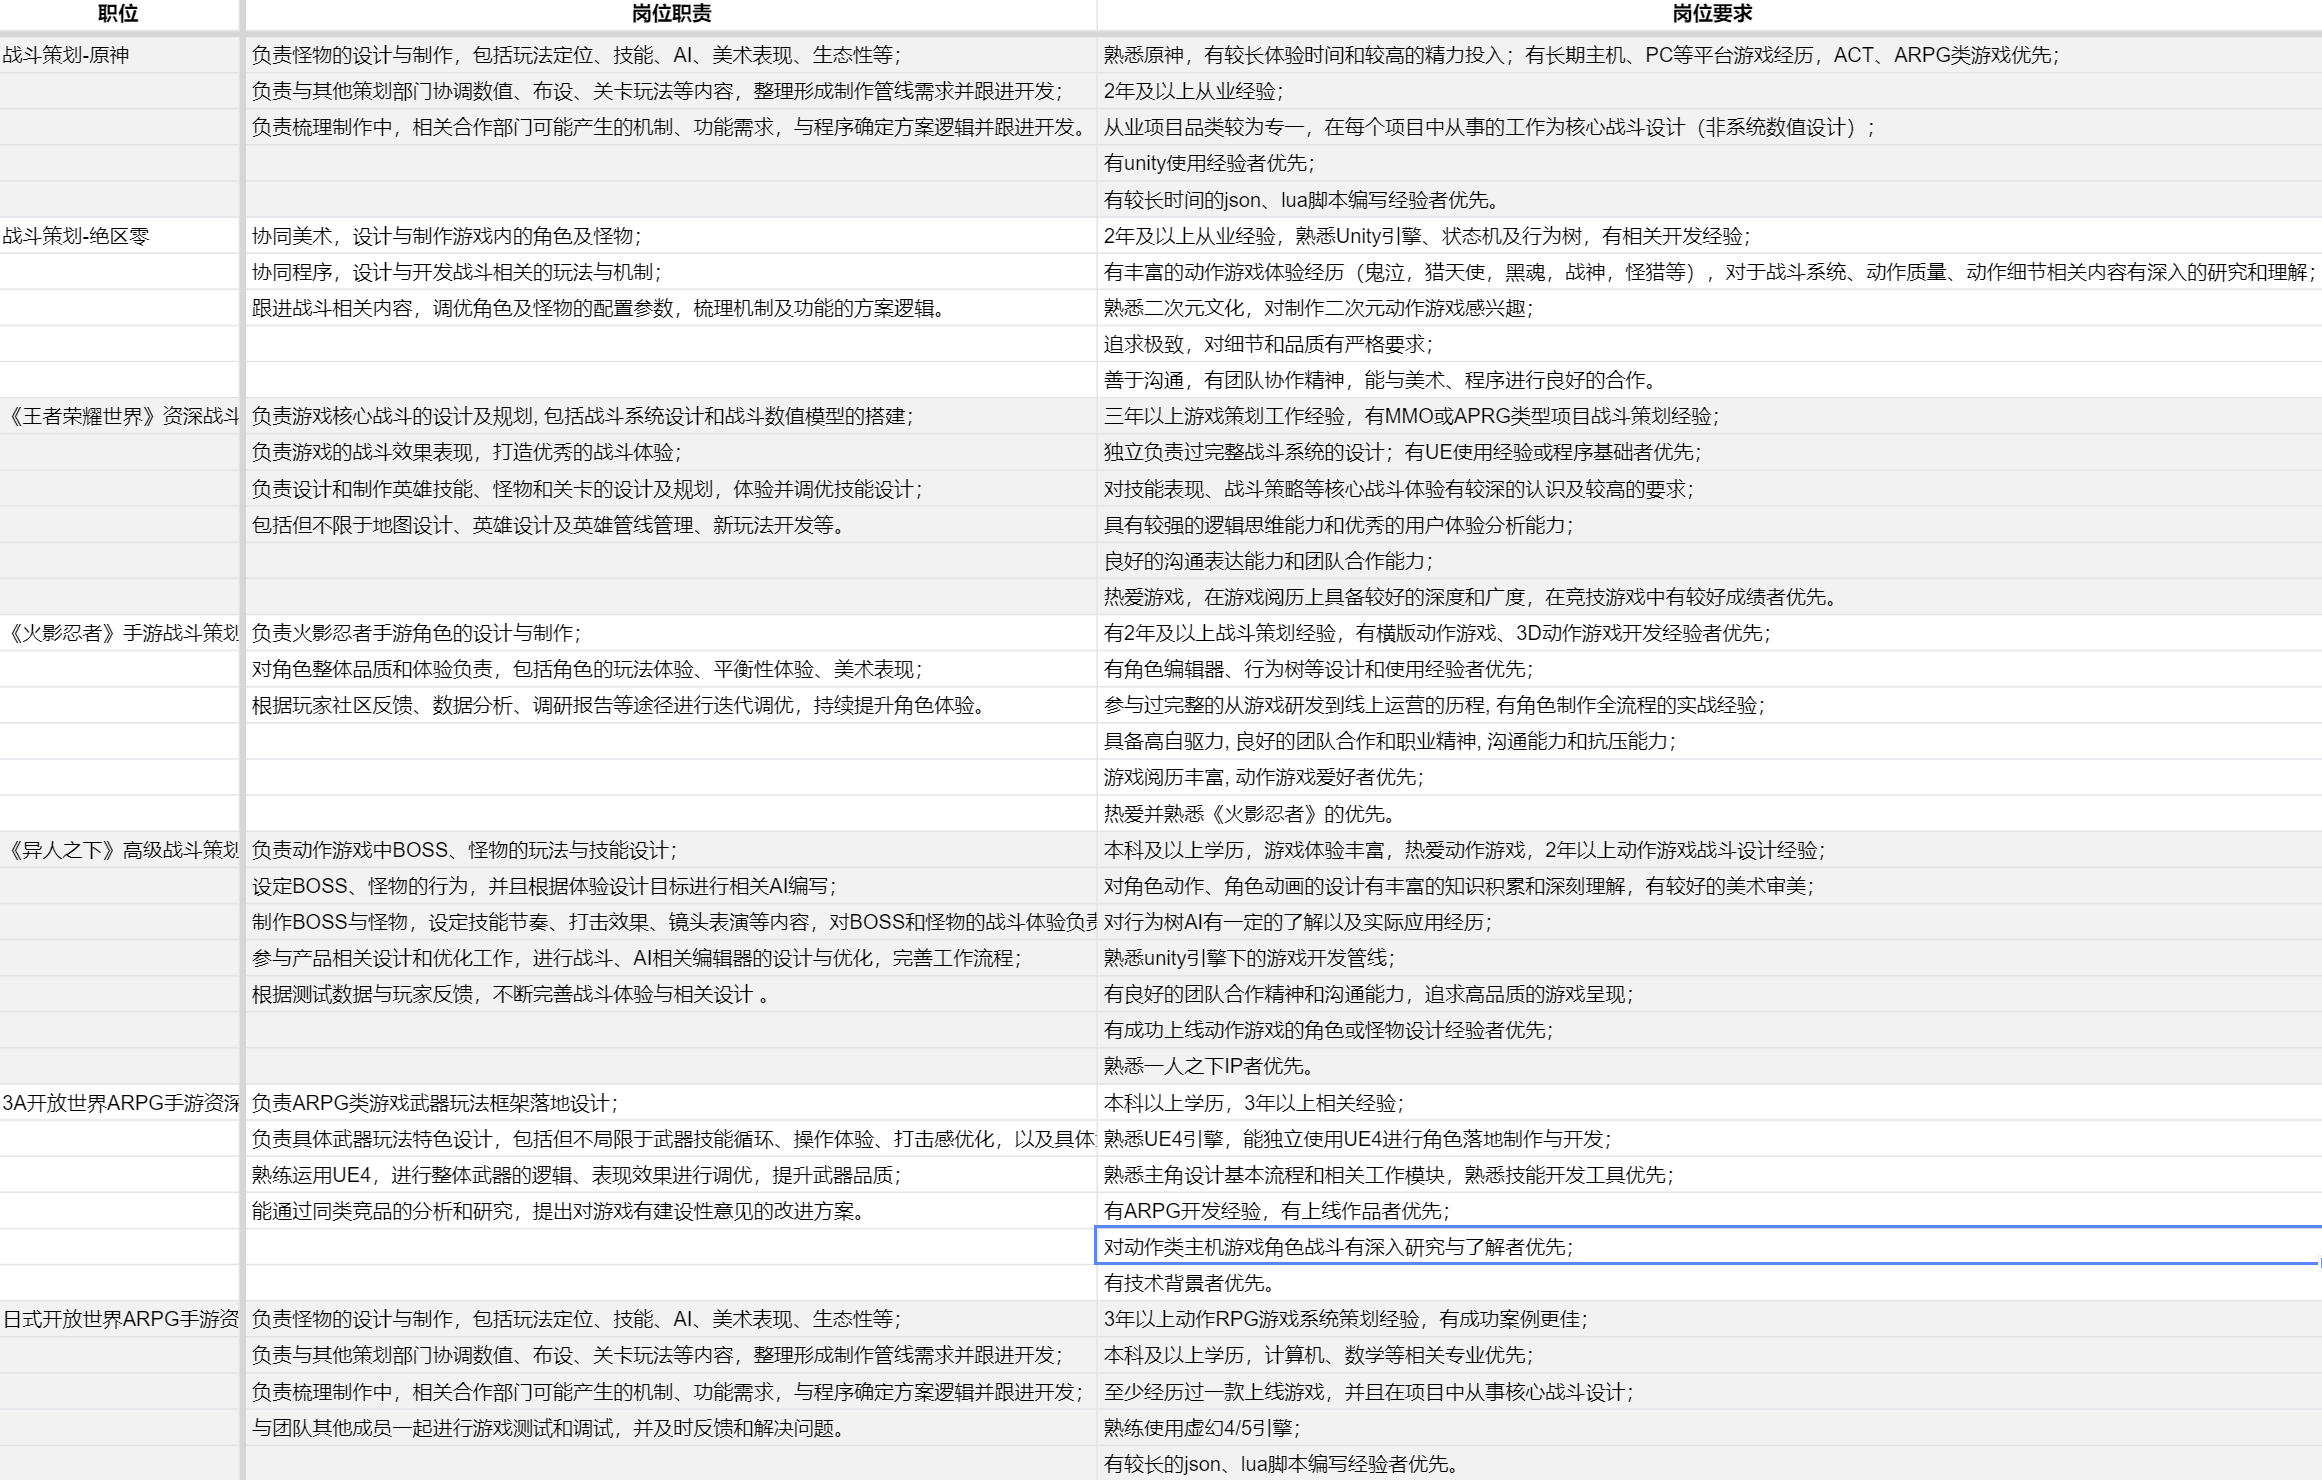 职位 岗位职责 岗位要求
战斗策划-原神 负责怪物的设计与制作，包括玩法定位、技能、AI、美术表现、生态性等； 熟悉原神，有较长体验时间和较高的精力投入；有长期主机、PC等平台游戏经历，ACT、ARPG类游戏优先；
负责与其他策划部门协调数值、布设、关卡玩法等内容，整理形成制作管线需求并跟进开发； 2年及以上从业经验；
负责梳理制作中，相关合作部门可能产生的机制、功能需求，与程序确定方案逻辑并跟进开发。 从业项目品类较为专一，在每个项目中从事的工作为核心战斗设计（非系统数值设计）；
有unity使用经验者优先；
有较长时间的json、lua脚本编写经验者优先。
战斗策划-绝区零 协同美术，设计与制作游戏内的角色及怪物； 2年及以上从业经验，熟悉Unity引擎、状态机及行为树，有相关开发经验；
协同程序，设计与开发战斗相关的玩法与机制； 有丰富的动作游戏体验经历（鬼泣，猎天使，黑魂，战神，怪猎等），对于战斗系统、动作质量、动作细节相关内容有深入的研究和理解；
跟进战斗相关内容，调优角色及怪物的配置参数，梳理机制及功能的方案逻辑。 熟悉二次元文化，对制作二次元动作游戏感兴趣；
追求极致，对细节和品质有严格要求；
善于沟通，有团队协作精神，能与美术、程序进行良好的合作。
《王者荣耀世界》资深战斗 负责游戏核心战斗的设计及规划, 包括战斗系统设计和战斗数值模型的搭建； 三年以上游戏策划工作经验，有MMO或APRG类型项目战斗策划经验；
负责游戏的战斗效果表现，打造优秀的战斗体验； 独立负责过完整战斗系统的设计；有UE使用经验或程序基础者优先；
负责设计和制作英雄技能、怪物和关卡的设计及规划，体验并调优技能设计； 对技能表现、战斗策略等核心战斗体验有较深的认识及较高的要求；
包括但不限于地图设计、英雄设计及英雄管线管理、新玩法开发等。 具有较强的逻辑思维能力和优秀的用户体验分析能力；
良好的沟通表达能力和团队合作能力；
热爱游戏，在游戏阅历上具备较好的深度和广度，在竞技游戏中有较好成绩者优先。
《火影忍者》手游战斗策划 负责火影忍者手游角色的设计与制作； 有2年及以上战斗策划经验，有横版动作游戏、3D动作游戏开发经验者优先；
对角色整体品质和体验负责，包括角色的玩法体验、平衡性体验、美术表现； 有角色编辑器、行为树等设计和使用经验者优先；
根据玩家社区反馈、数据分析、调研报告等途径进行迭代调优，持续提升角色体验。 参与过完整的从游戏研发到线上运营的历程, 有角色制作全流程的实战经验；
具备高自驱力, 良好的团队合作和职业精神, 沟通能力和抗压能力；
游戏阅历丰富, 动作游戏爱好者优先；
热爱并熟悉《火影忍者》的优先。
《异人之下》高级战斗策划 负责动作游戏中BOSS、怪物的玩法与技能设计； 本科及以上学历，游戏体验丰富，热爱动作游戏，2年以上动作游戏战斗设计经验；
设定BOSS、怪物的行为，并且根据体验设计目标进行相关AI编写； 对角色动作、角色动画的设计有丰富的知识积累和深刻理解，有较好的美术审美；
制作BOSS与怪物，设定技能节奏、打击效果、镜头表演等内容，对BOSS和怪物的战斗体验负责 对行为树AI有一定的了解以及实际应用经历；
参与产品相关设计和优化工作，进行战斗、AI相关编辑器的设计与优化，完善工作流程； 熟悉unity引擎下的游戏开发管线；
根据测试数据与玩家反馈，不断完善战斗体验与相关设计 。 有良好的团队合作精神和沟通能力，追求高品质的游戏呈现；
有成功上线动作游戏的角色或怪物设计经验者优先；
熟悉一人之下IP者优先。
3A开放世界ARPG手游资深 负责ARPG类游戏武器玩法框架落地设计； 本科以上学历，3年以上相关经验；
负责具体武器玩法特色设计，包括但不局限于武器技能循环、操作体验、打击感优化，以及具体 熟悉UE4引擎，能独立使用UE4进行角色落地制作与开发；
熟练运用UE4，进行整体武器的逻辑、表现效果进行调优，提升武器品质； 熟悉主角设计基本流程和相关工作模块，熟悉技能开发工具优先；
能通过同类竞品的分析和研究，提出对游戏有建设性意见的改进方案。 有ARPG开发经验，有上线作品者优先；
对动作类主机游戏角色战斗有深入研究与了解者优先；
有技术背景者优先。
日式开放世界ARPG手游资 负责怪物的设计与制作，包括玩法定位、技能、AI、美术表现、生态性等； 3年以上动作RPG游戏系统策划经验，有成功案例更佳；
负责与其他策划部门协调数值、布设、关卡玩法等内容，整理形成制作管线需求并跟进开发； 本科及以上学历，计算机、数学等相关专业优先；
负责梳理制作中，相关合作部门可能产生的机制、功能需求，与程序确定方案逻辑并跟进开发； 至少经历过一款上线游戏，并且在项目中从事核心战斗设计；
与团队其他成员一起进行游戏测试和调试，并及时反馈和解决问题。 熟练使用虚幻4/5引擎；
有较长的json、lua脚本编写经验者优先。